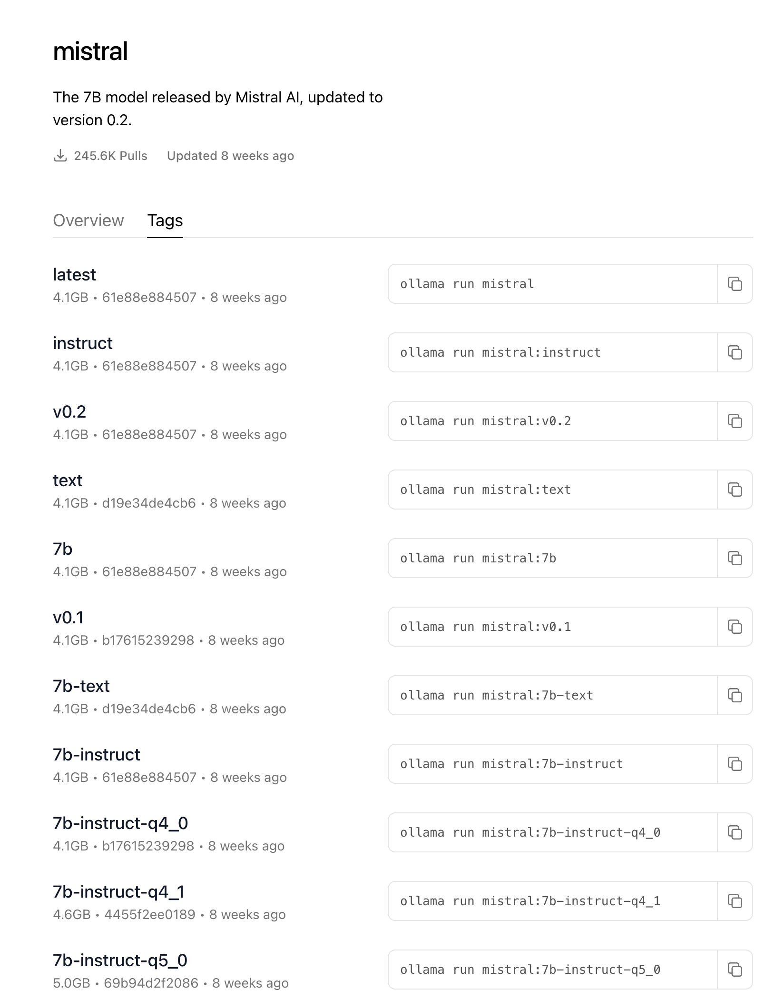 mistral
The 7B model released by Mistral AI, updated to
version 0.2.
245.6K Pulls Updated 8 weeks ago
Overview Tags
latest
4.1GB • 61e88e884507 • 8 weeks ago
ollama run mistral
instruct
4.1GB • 61e88e884507 • 8 weeks ago
ollama run mistral:instruct
v0.2
4.1GB • 61e88e884507 • 8 weeks ago
ollama run mistral:v0.2
text
4.1GB • d19e34de4cb6 • 8 weeks ago
ollama run mistral:text
7b
4.1GB • 61e88e884507 • 8 weeks ago
ollama run mistral:7b
v0.1
4.1GB • b17615239298 • 8 weeks ago
ollama run mistral:v0.1
7b-text
4.1GB • d19e34de4cb6 • 8 weeks ago
ollama run mistral:7b-text
7b-instruct
4.1GB • 61e88e884507 • 8 weeks ago
ollama run mistral:7b-instruct
7b-instruct-q4_0
4.1GB • b17615239298 • 8 weeks ago
ollama run mistral:7b-instruct-q4_0
7b-instruct-q4_1
4.6GB • 4455f2ee0189 • 8 weeks ago
ollama run mistral:7b-instruct-q4_1
7b-instruct-q5_0
5.0GB • 69b94d2f2086 • 8 weeks ago
ollama run mistral:7b-instruct-q5_0